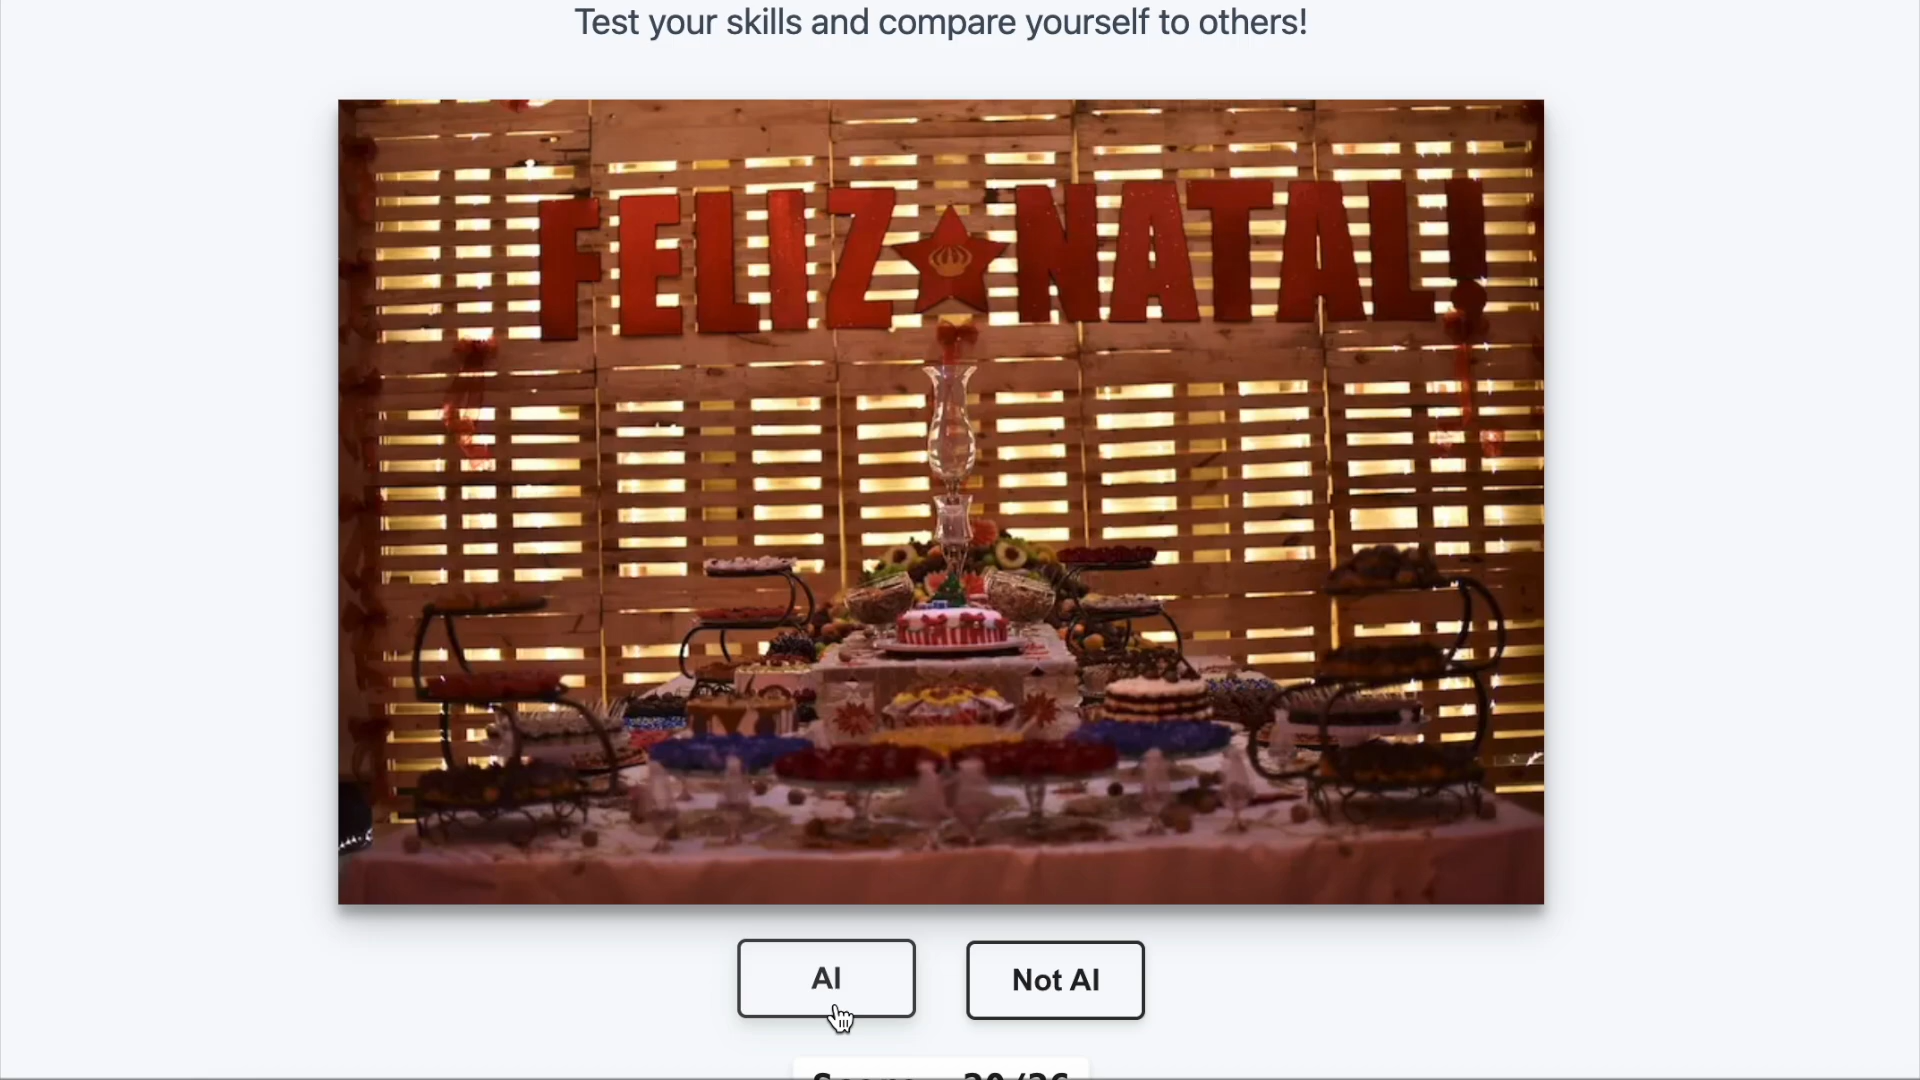 Test your skills and compare yourself to others!
FELIZ NATAL!
AI
Not AI